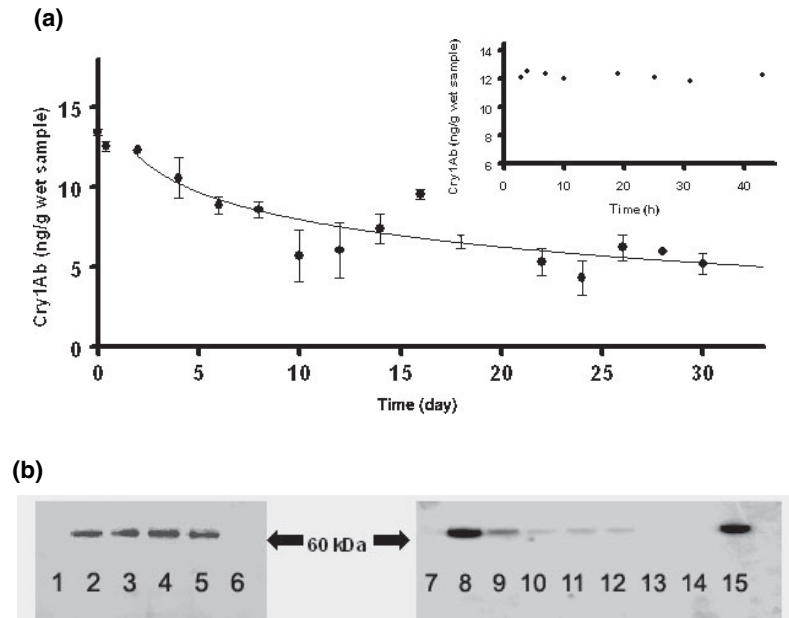 (a)
Cry1Ab (ng/g wet sample)
15
10
5
0
0 5 10 15 20 25 30
Time (day)
Cry1Ab (ng/g wet sample)
14
12
10
8
6
0 10 20 30 40
Time (h)
(b)
60 kDa
1 2 3 4 5 6
7 8 9 10 11 12 13 14 15